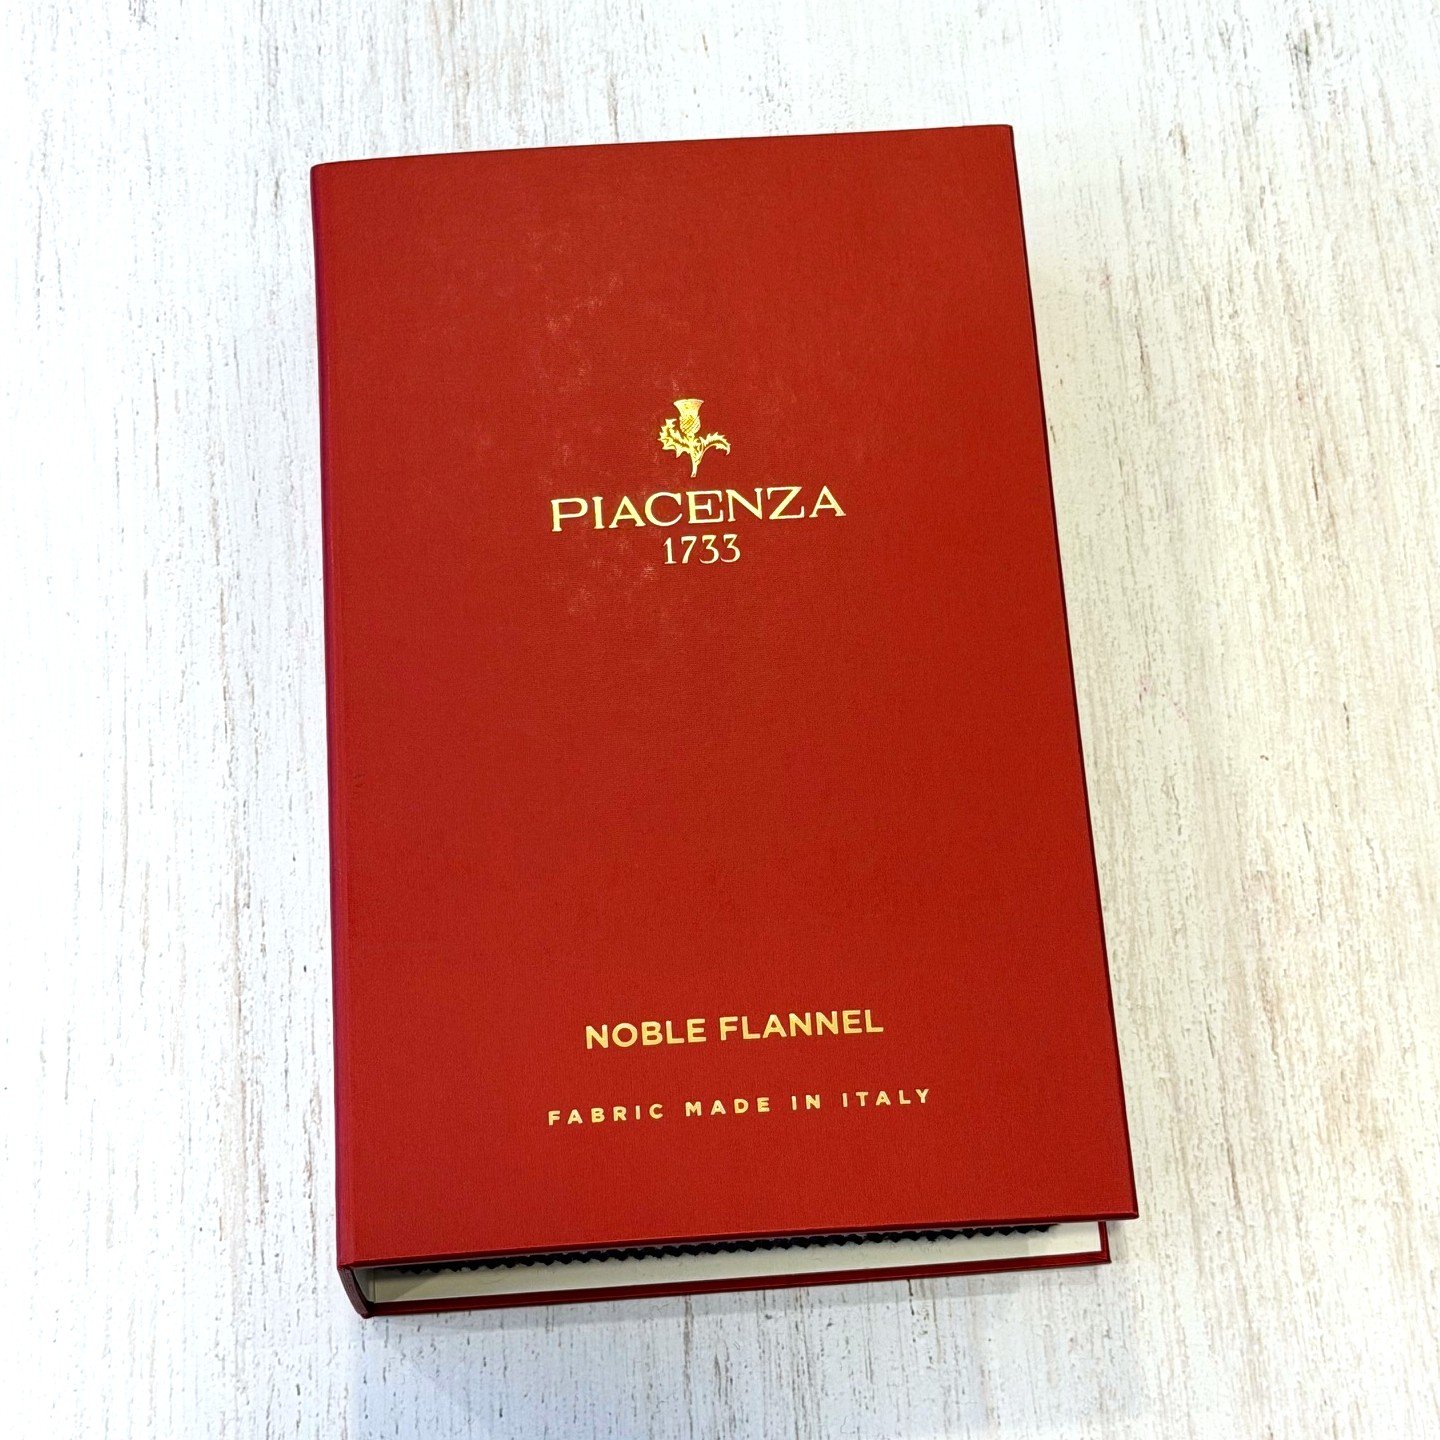 PIACENZA
1733
NOBLE FLANNEL
FABRIC MADE IN ITALY